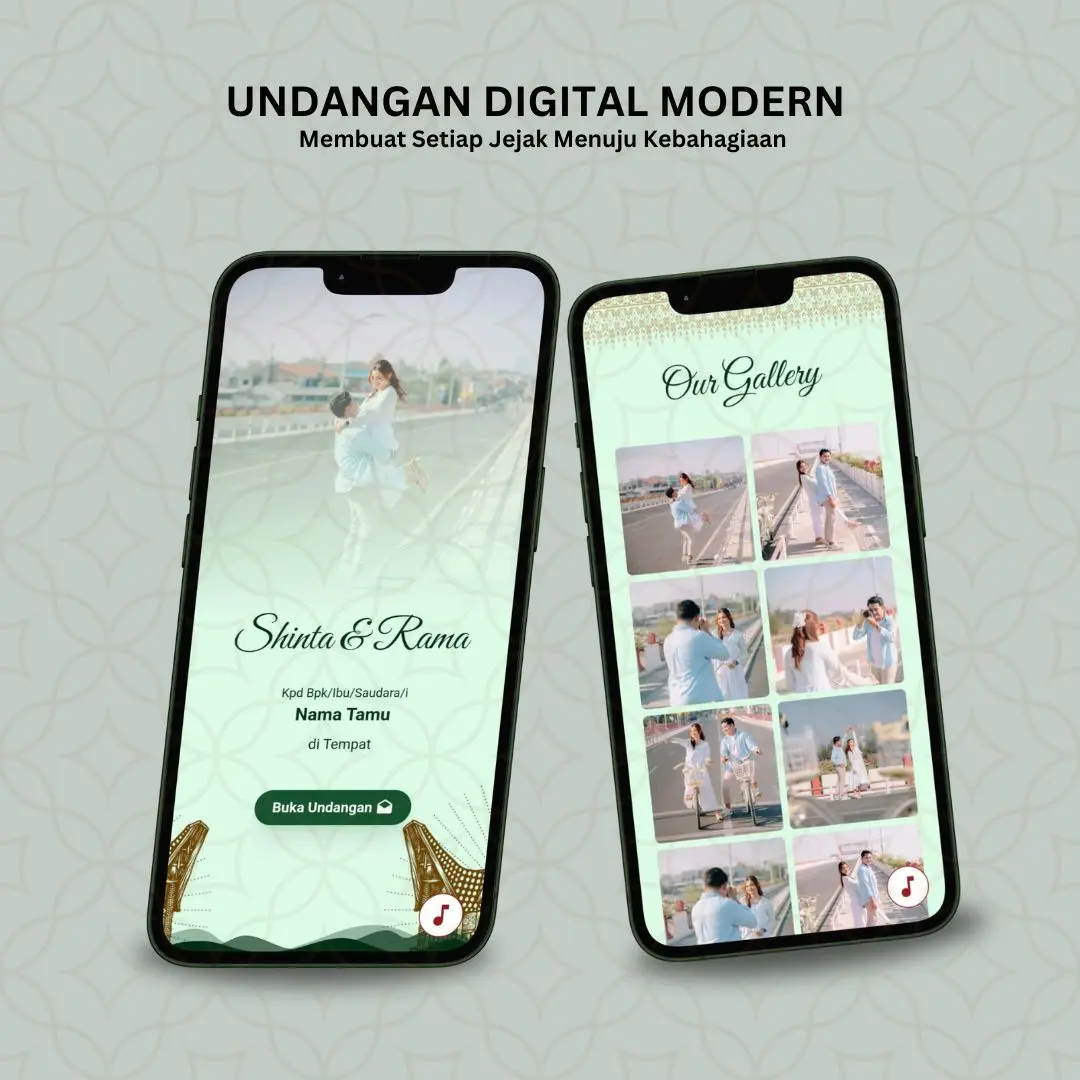 UNDANGAN DIGITAL MODERN
Membuat Setiap Jejak Menuju Kebahagiaan
Shinta & Rama
Kpd Bpk/Ibu/Saudara/i
Nama Tamu
di Tempat
Buka Undangan
Our Gallery